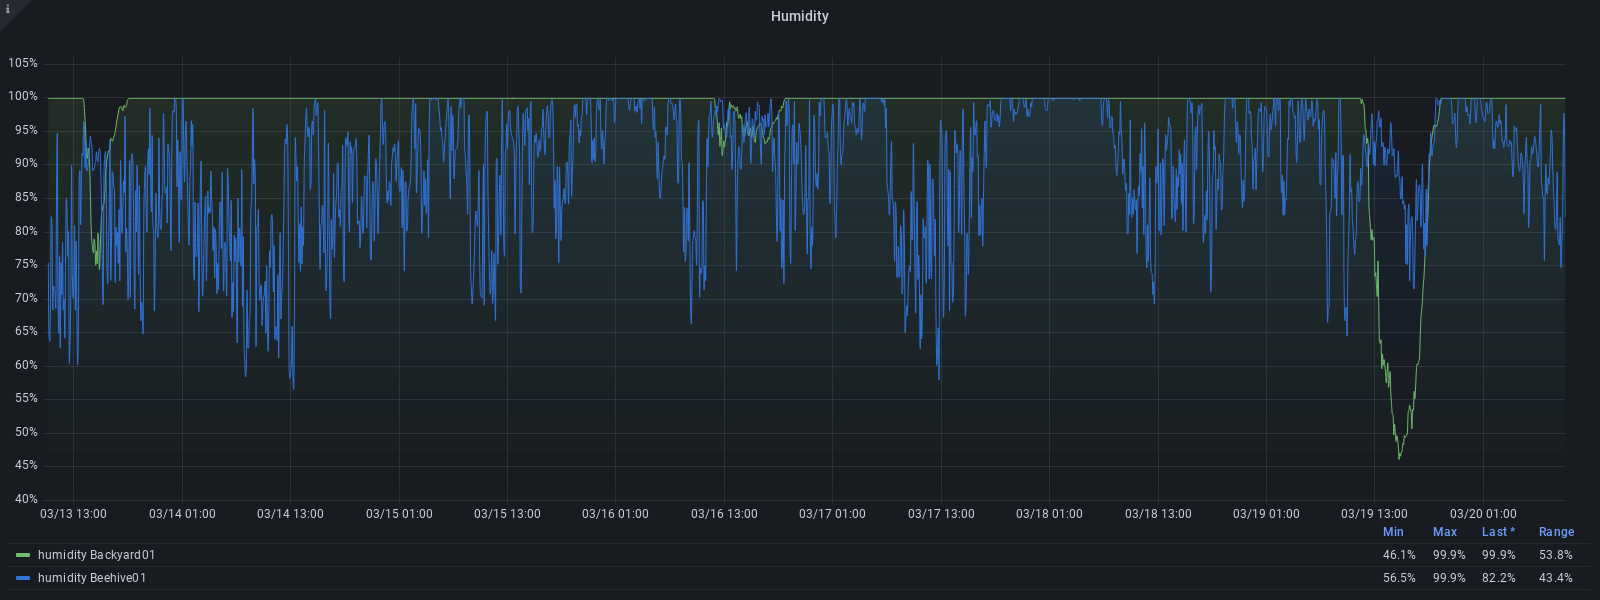 i
Humidity
105%
100%
95%
90%
85%
80%
75%
70%
65%
60%
55%
50%
45%
40%
03/13 13:00 03/14 01:00 03/14 13:00 03/15 01:00 03/15 13:00 03/16 01:00 03/16 13:00 03/17 01:00 03/17 13:00 03/18 01:00 03/18 13:00 03/19 01:00 03/19 13:00 03/20 01:00
Min Max Last * Range
humidity Backyard01 46.1% 99.9% 99.9% 53.8%
humidity Beehive01 56.5% 99.9% 82.2% 43.4%